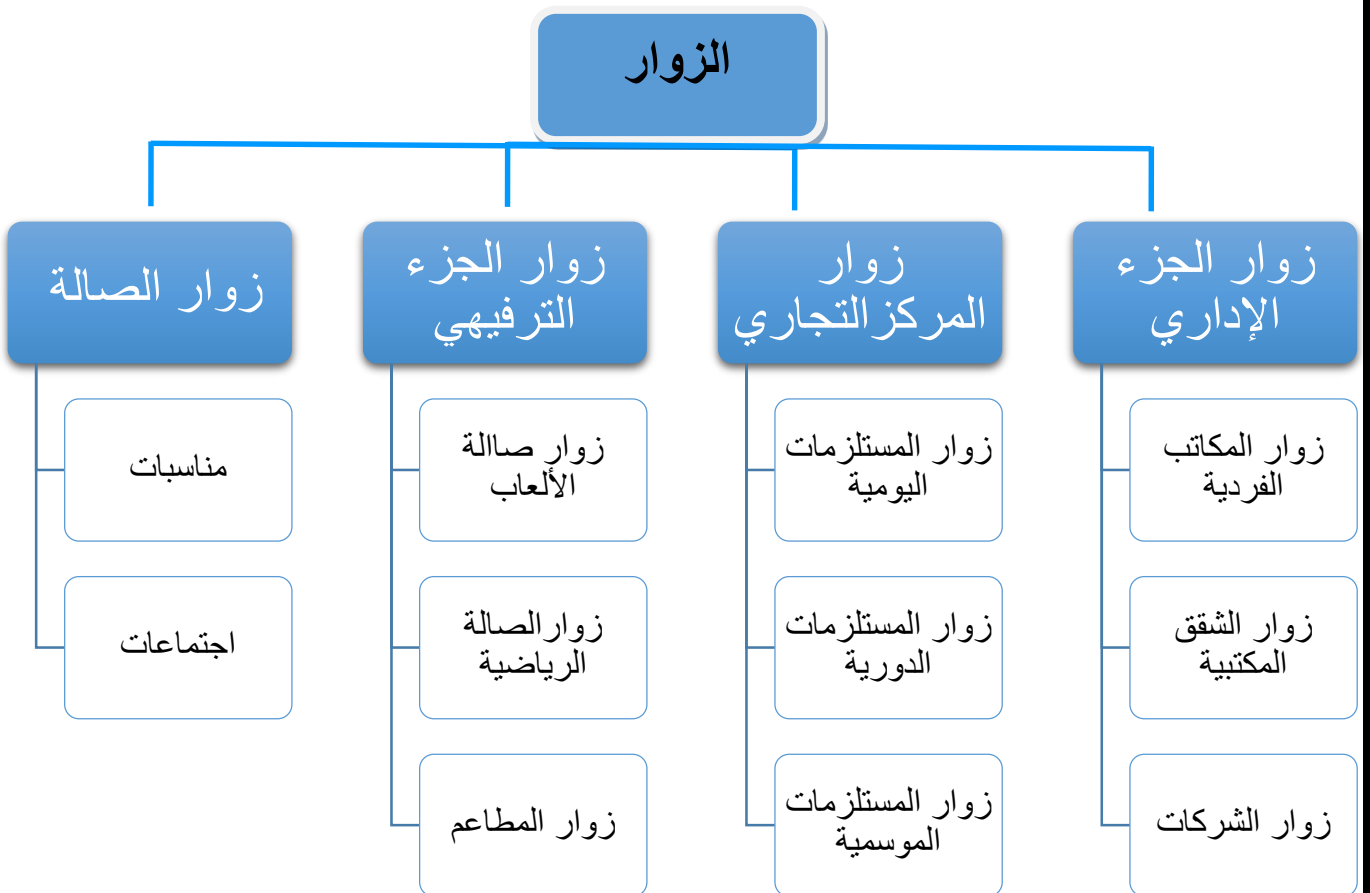 الزوار
زوار الجزء
الإداري
زوار المكاتب
الفردية
زوار الشقق
المكتبية
زوار الشركات
زوار
المركزالتجاري
زوار المستلزمات
اليومية
زوار المستلزمات
الدورية
زوار المستلزمات
الموسمية
زوار الجزء
الترفيهي
زوار صاالة
الألعاب
زوارالصالة
الرياضية
زوار المطاعم
زوار الصالة
مناسبات
اجتماعات